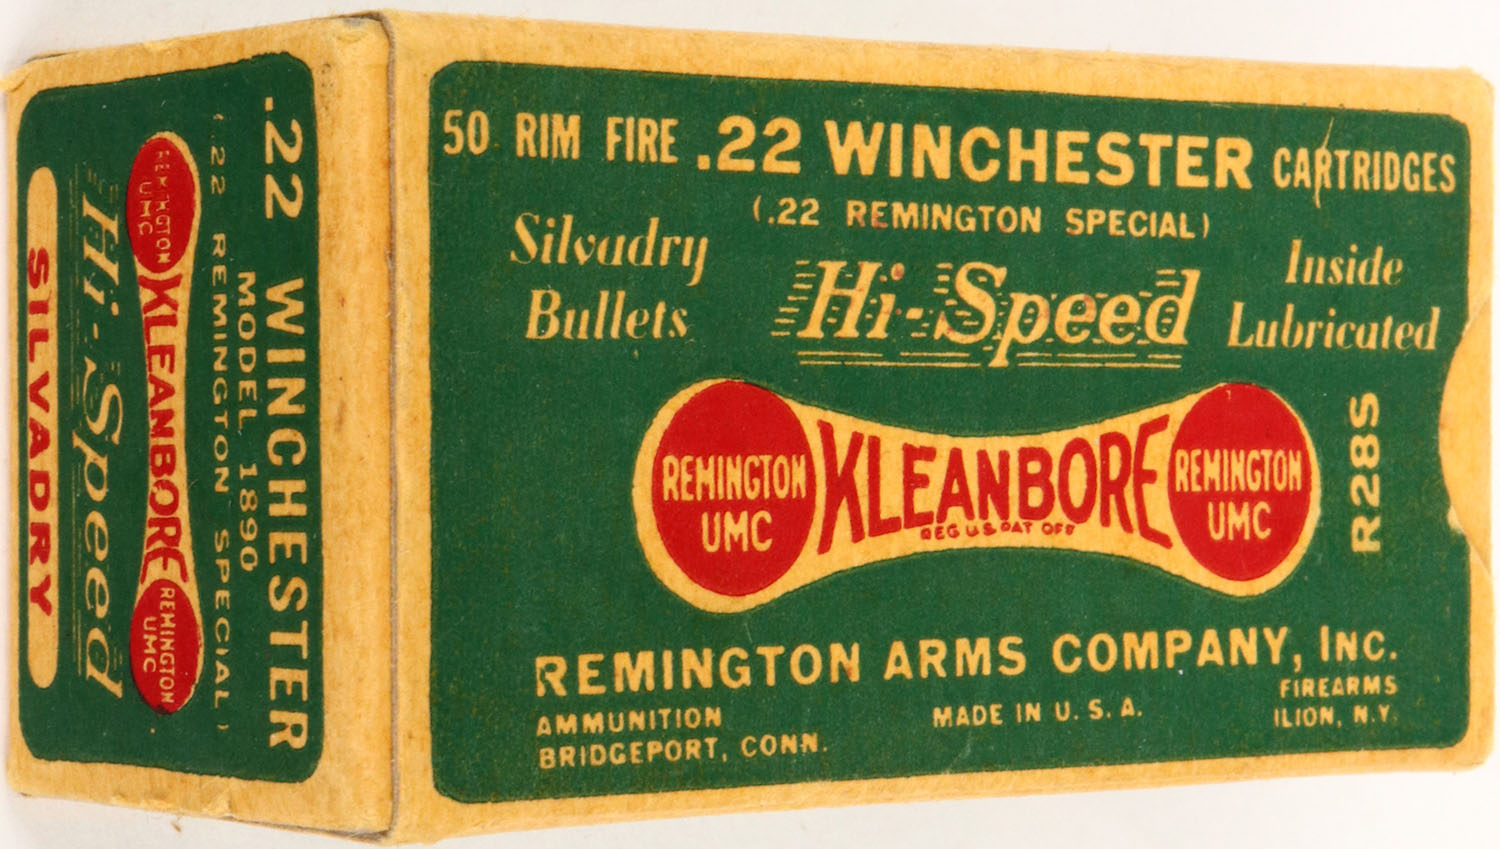 50 RIM FIRE .22 WINCHESTER CARTRIDGES
(.22 REMINGTON SPECIAL)
Silvadry
Bullets
Hi-Speed
Inside
Lubricated
REMINGTON
UMC
KLEANBORE
REG U S PAT OFF
REMINGTON
UMC
R28S
REMINGTON ARMS COMPANY, INC.
AMMUNITION
BRIDGEPORT, CONN.
MADE IN U. S. A.
FIREARMS
ILION, N.Y.
.22 WINCHESTER
MODEL 1890
(.22 REMINGTON SPECIAL)
REMINGTON
UMC
KLEANBORE
REMINGTON
UMC
Hi-Speed
SILVADRY